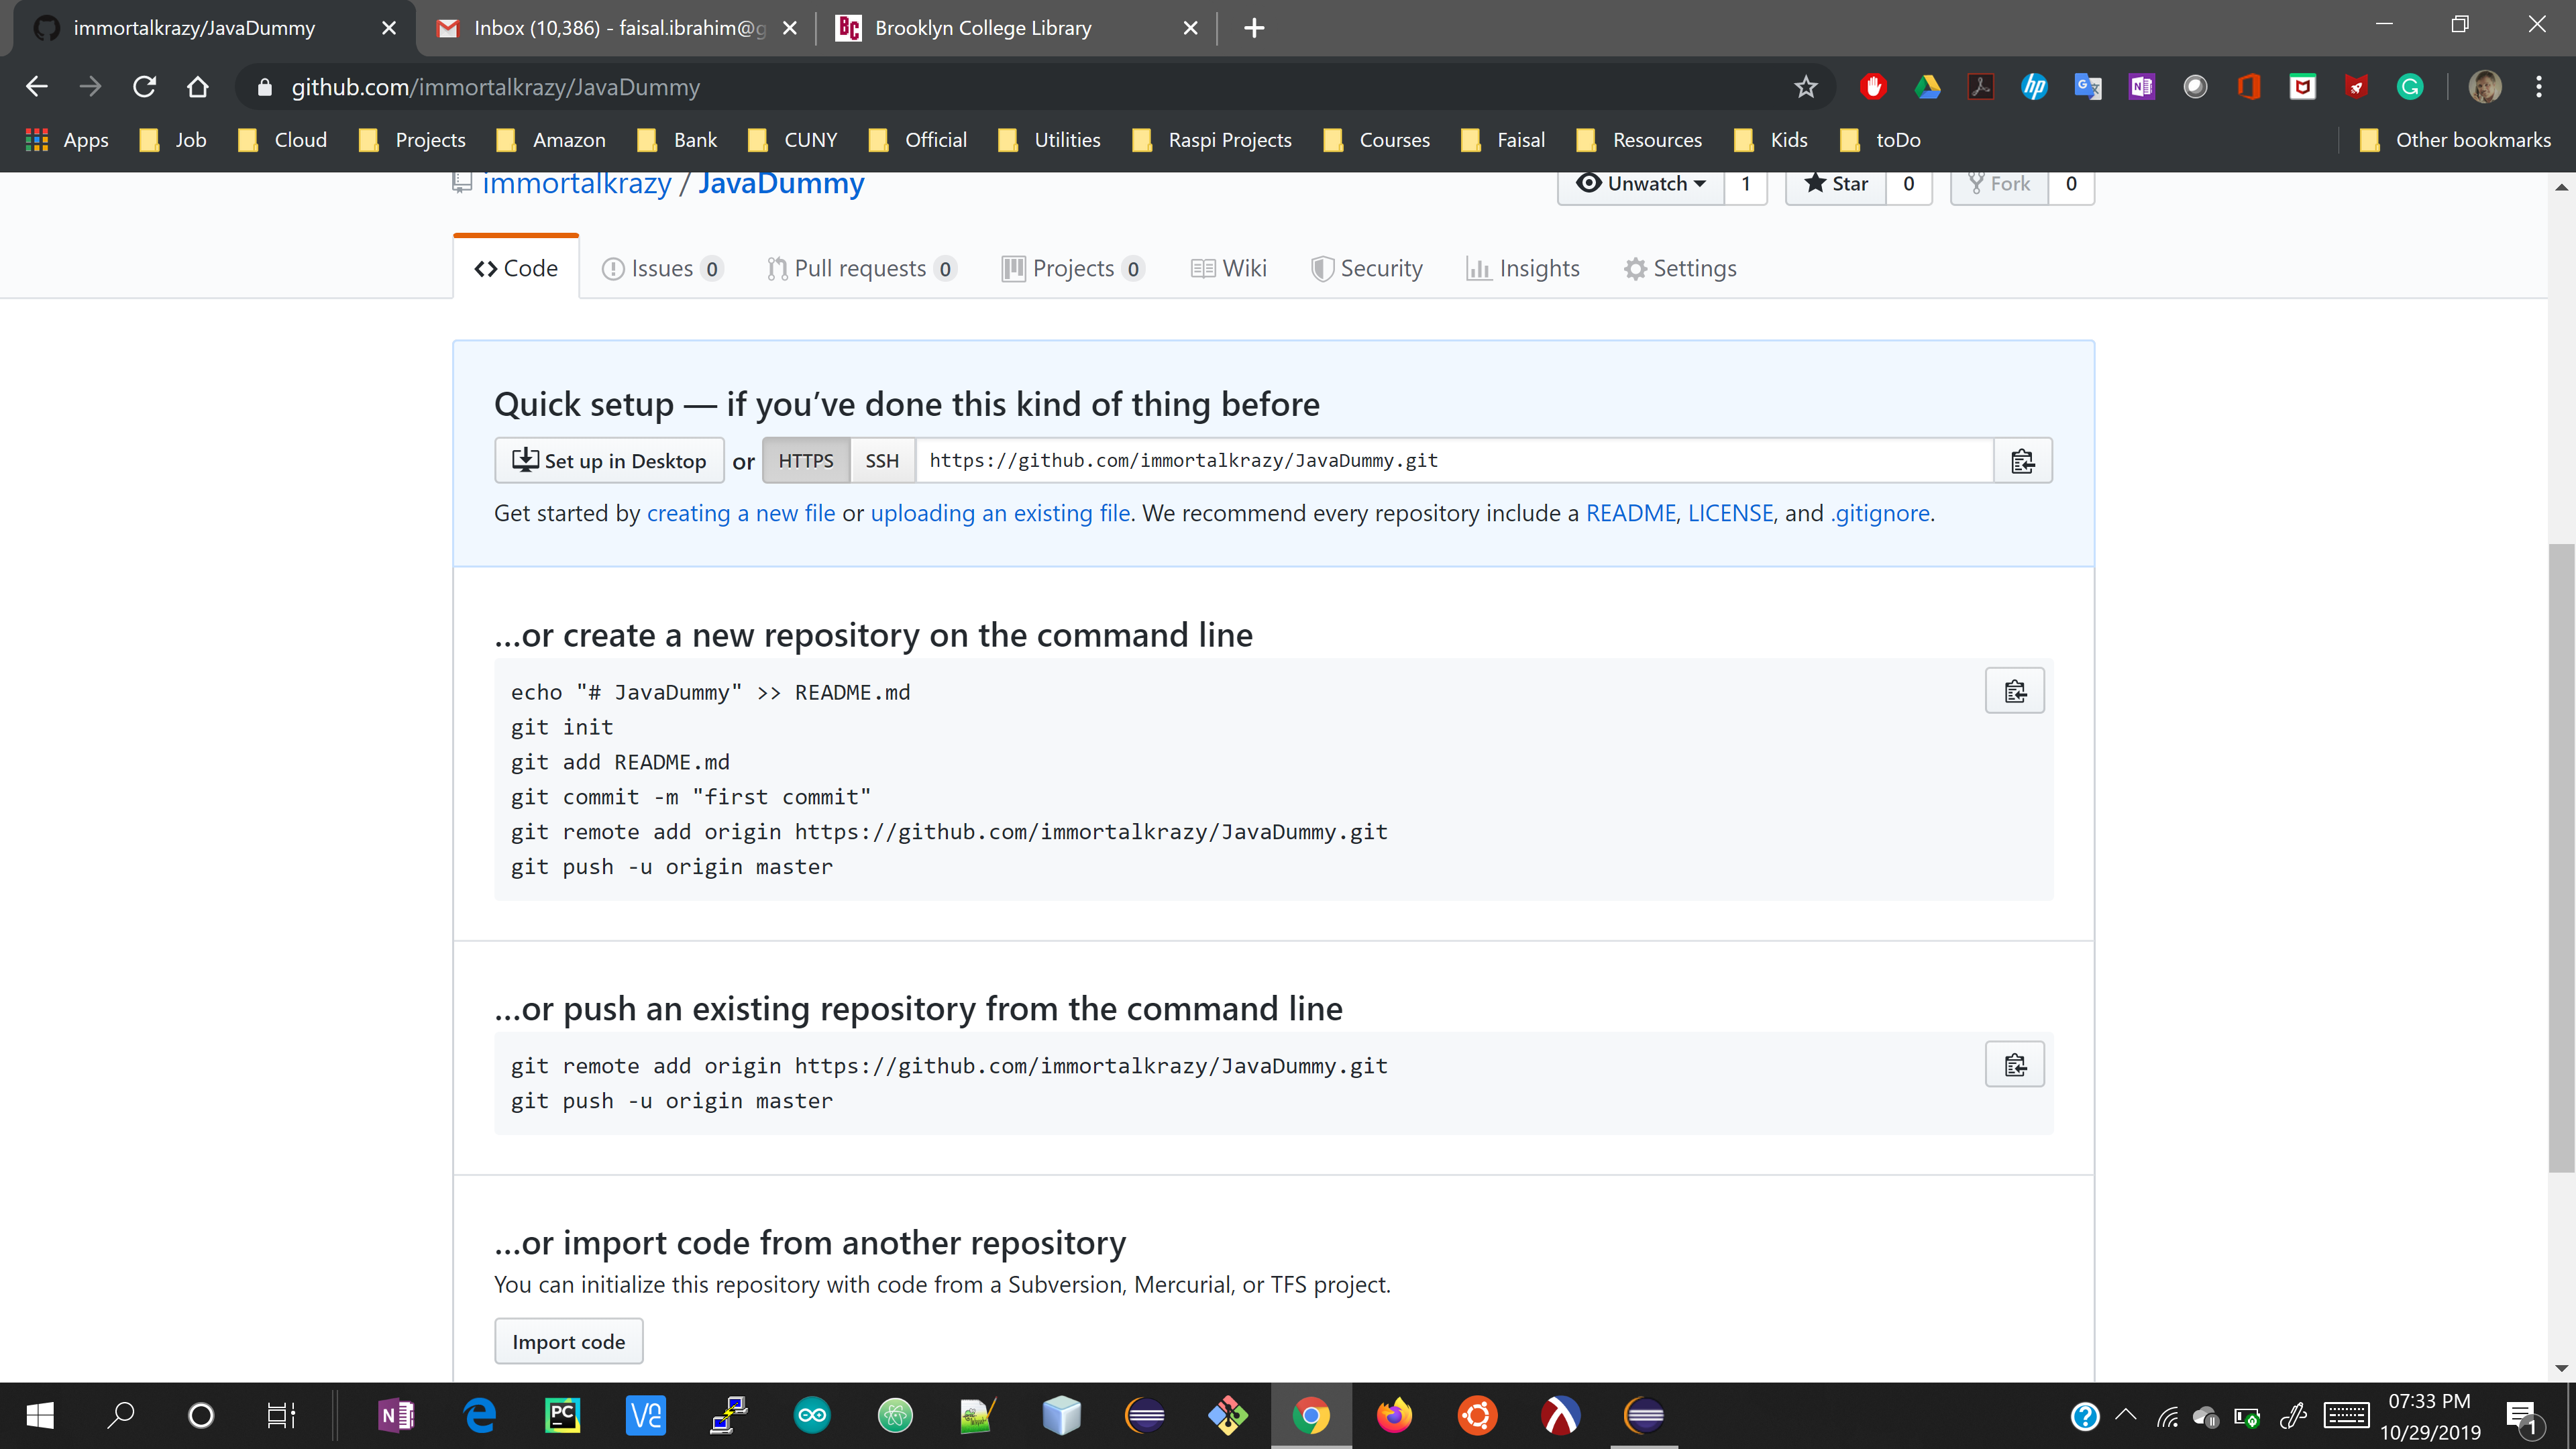 immortalkrazy/JavaDummy
Inbox (10,386) - faisal.ibrahim@g
BC Brooklyn College Library
github.com/immortalkrazy/JavaDummy
Apps Job Cloud Projects Amazon Bank CUNY Official Utilities Raspi Projects Courses Faisal Resources Kids toDo Other bookmarks
immortalkrazy / JavaDummy
Unwatch 1 Star 0 Fork 0
Code Issues 0 Pull requests 0 Projects 0 Wiki Security Insights Settings
Quick setup — if you’ve done this kind of thing before
Set up in Desktop or HTTPS SSH https://github.com/immortalkrazy/JavaDummy.git
Get started by creating a new file or uploading an existing file. We recommend every repository include a README, LICENSE, and .gitignore.
…or create a new repository on the command line
echo "# JavaDummy" >> README.md
git init
git add README.md
git commit -m "first commit"
git remote add origin https://github.com/immortalkrazy/JavaDummy.git
git push -u origin master
…or push an existing repository from the command line
git remote add origin https://github.com/immortalkrazy/JavaDummy.git
git push -u origin master
…or import code from another repository
You can initialize this repository with code from a Subversion, Mercurial, or TFS project.
Import code
07:33 PM
10/29/2019
1